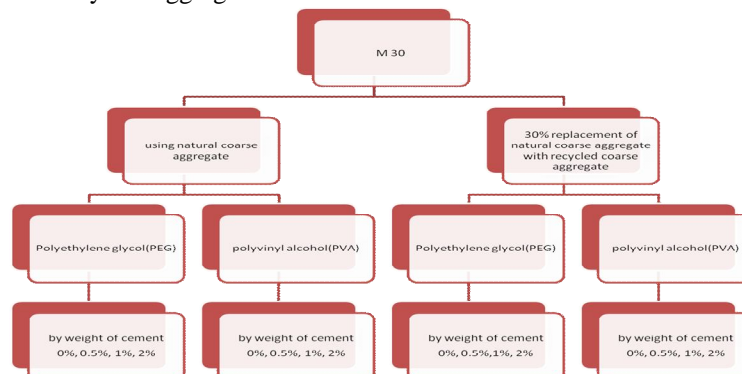 M 30
using natural coarse
aggregate
30% replacement of
natural coarse aggregate
with recycled coarse
aggregate
Polyethylene glycol(PEG)
polyvinyl alcohol(PVA)
Polyethylene glycol(PEG)
polyvinyl alcohol(PVA)
by weight of cement
0%, 0.5%, 1%, 2%
by weight of cement
0%, 0.5%, 1%, 2%
by weight of cement
0%, 0.5%,1%, 2%
by weight of cement
0%, 0.5%, 1%, 2%